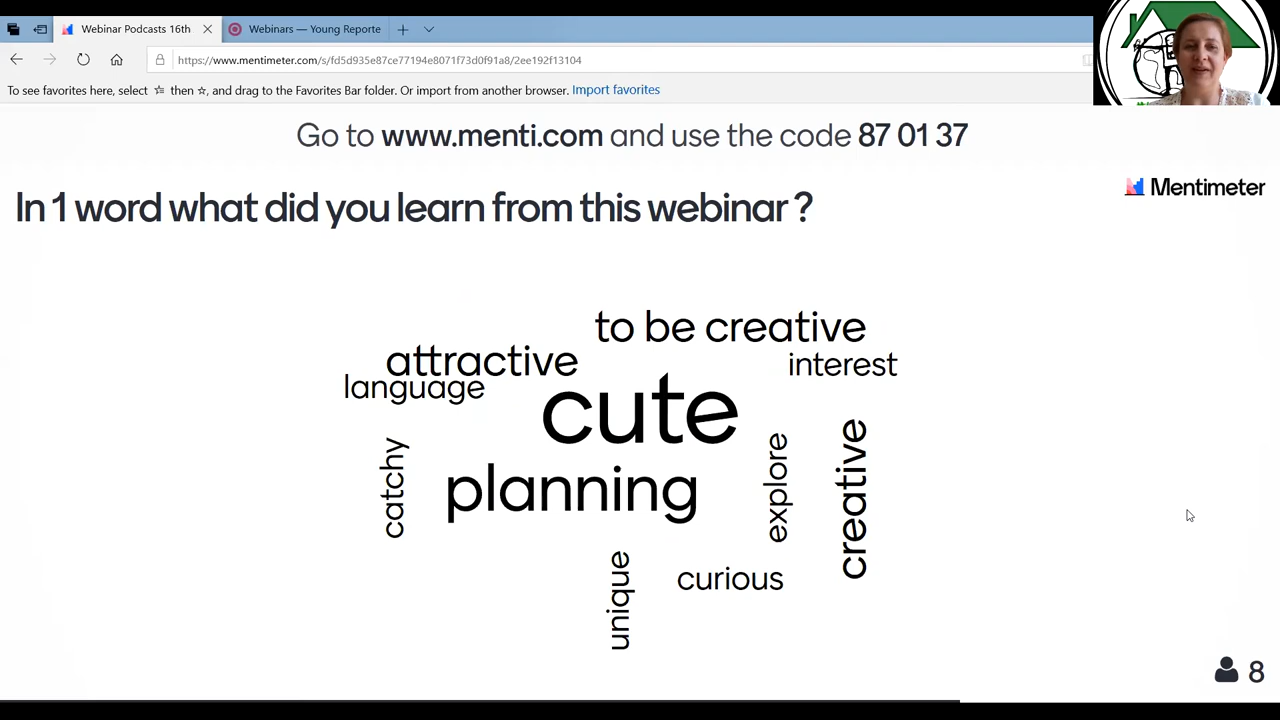 Webinar Podcasts 16th
Webinars — Young Reporte
https://www.mentimeter.com/s/fd5d935e87ce77194e8071f73d0f91a8/2ee192f13104
To see favorites here, select then ☆, and drag to the Favorites Bar folder. Or import from another browser. Import favorites
Go to www.menti.com and use the code 87 01 37
Mentimeter
In 1 word what did you learn from this webinar ?
to be creative
attractive
interest
language
cute
catchy
planning
explore
creative
unique
curious
8